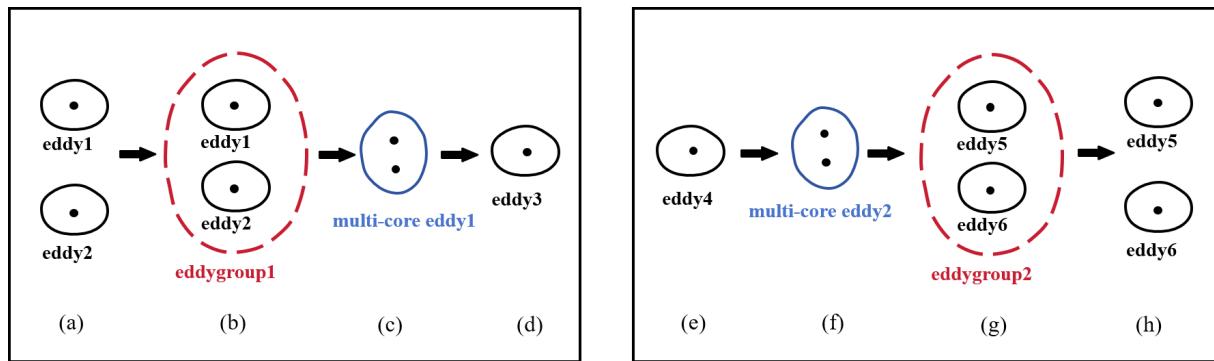 eddy1
eddy2
eddy1
eddy2
eddygroup1
multi-core eddy1
eddy3
(a)
(b)
(c)
(d)
eddy4
multi-core eddy2
eddy5
eddy6
eddygroup2
eddy5
eddy6
(e)
(f)
(g)
(h)